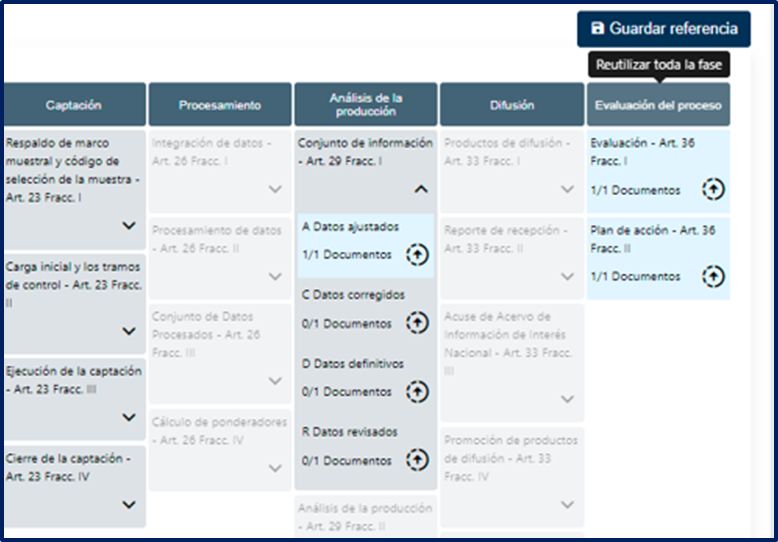 Guardar referencia
Reutilizar toda la fase
Captación
Respaldo de marco
muestral y código de
selección de la muestra -
Art. 23 Fracc. I
Carga inicial y los tramos
de control - Art. 23 Fracc.
II
Ejecución de la captación
- Art. 23 Fracc. III
Cierre de la captación -
Art. 23 Fracc. IV
Procesamiento
Integración de datos -
Art. 26 Fracc. I
Procesamiento de datos
- Art. 26 Fracc. II
Conjunto de Datos
Procesados - Art. 26
Fracc. III
Cálculo de ponderadores
- Art. 26 Fracc. IV
Análisis de la
producción
Conjunto de información
- Art. 29 Fracc. I
A Datos ajustados
1/1 Documentos
C Datos corregidos
0/1 Documentos
D Datos definitivos
0/1 Documentos
R Datos revisados
0/1 Documentos
Análisis de la producción
- Art. 29 Fracc. II
Difusión
Productos de difusión -
Art. 33 Fracc. I
Reporte de recepción -
Art. 33 Fracc. II
Acuse de Acervo de
Información de Interés
Nacional - Art. 33 Fracc.
III
Promoción de productos
de difusión - Art. 33
Fracc. IV
Evaluación del proceso
Evaluación - Art. 36
Fracc. I
1/1 Documentos
Plan de acción - Art. 36
Fracc. II
1/1 Documentos